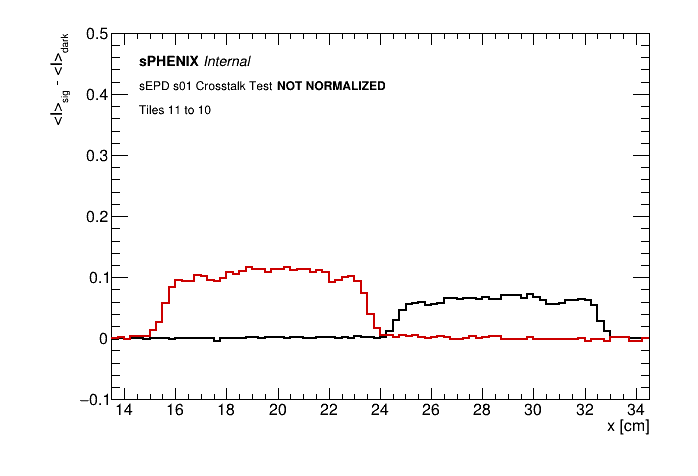 0.5
0.4
0.3
0.2
0.1
0
−0.1
<I>sig - <I>dark
sPHENIX Internal
sEPD s01 Crosstalk Test NOT NORMALIZED
Tiles 11 to 10
14 16 18 20 22 24 26 28 30 32 34
x [cm]